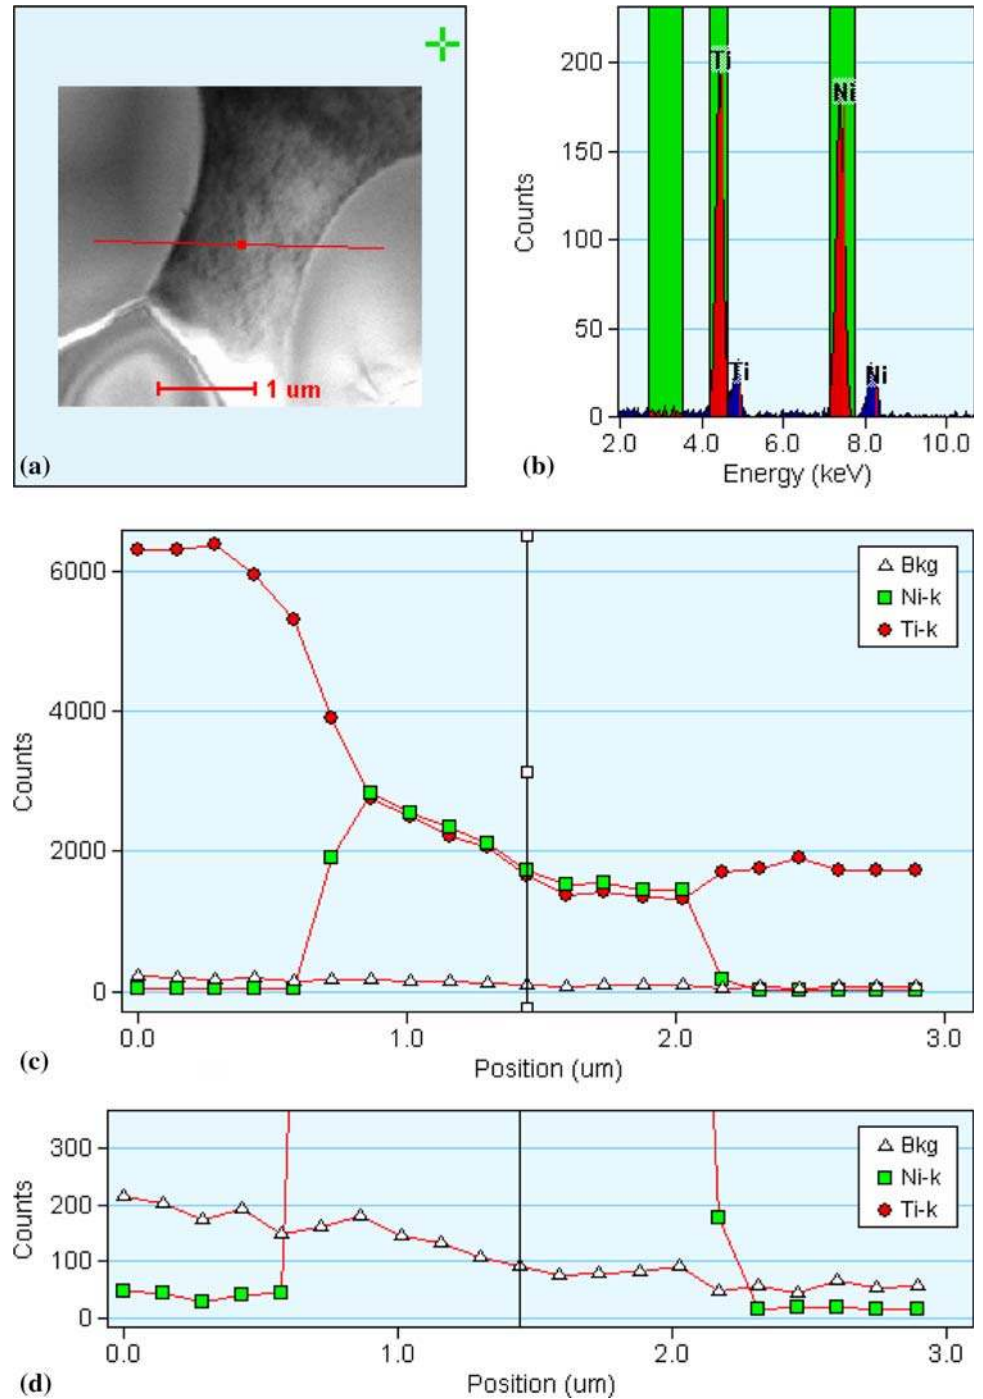 1 um
(a)
200
150
100
50
0
Counts
Ti
Ni
Ti
Ni
2.0 4.0 6.0 8.0 10.0
Energy (keV)
(b)
6000
4000
2000
0
Counts
Bkg
Ni-k
Ti-k
0.0 1.0 2.0 3.0
Position (um)
(c)
300
200
100
0
Counts
Bkg
Ni-k
Ti-k
0.0 1.0 2.0 3.0
Position (um)
(d)